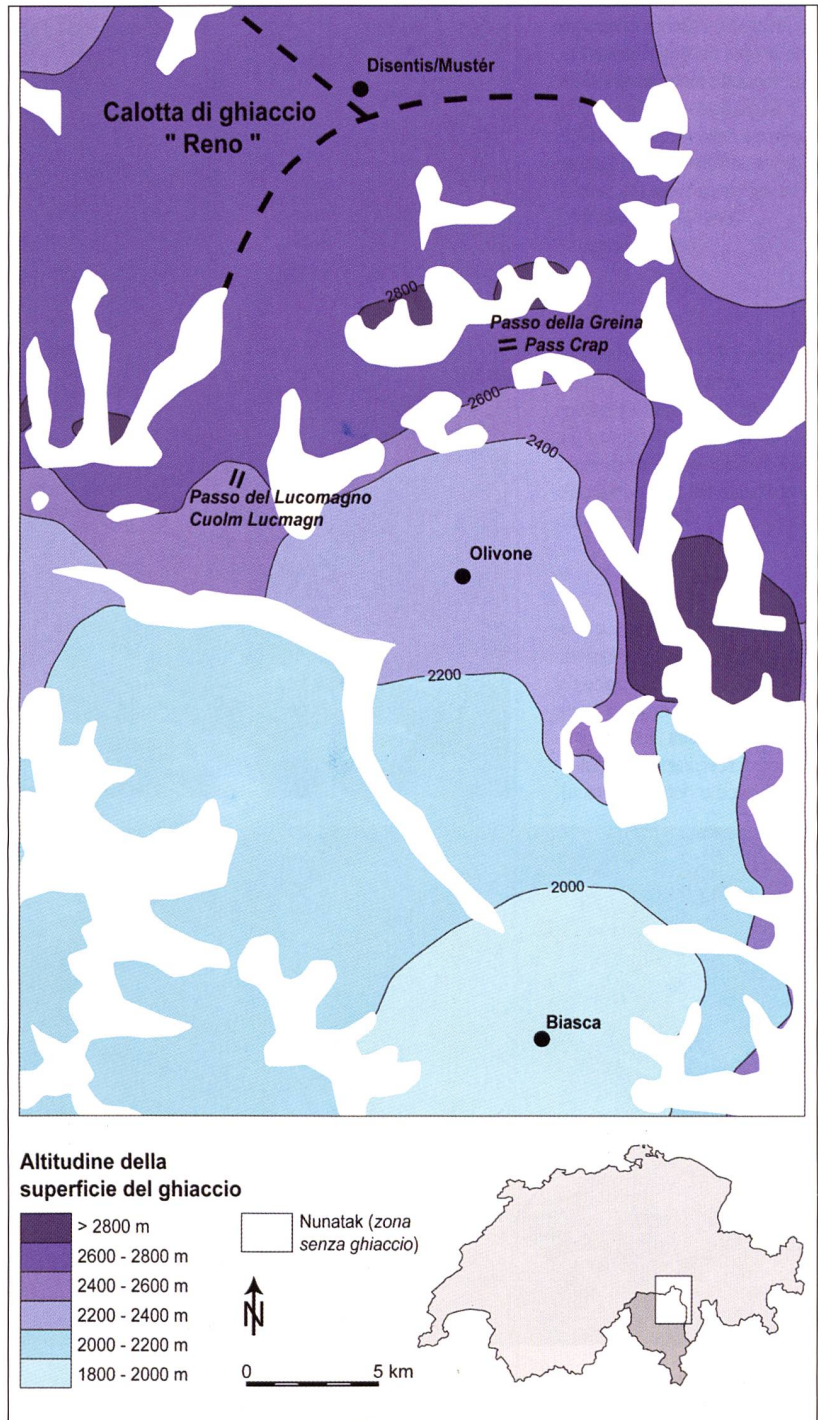 Disentis/Mustér
Calotta di ghiaccio
" Reno "
2800
Passo della Greina
Pass Crap
2600
2400
Passo del Lucomagno
Cuolm Lucmagn
Olivone
2200
2000
Biasca
Altitudine della
superficie del ghiaccio
> 2800 m
2600 - 2800 m
2400 - 2600 m
2200 - 2400 m
2000 - 2200 m
1800 - 2000 m
Nunatak (zona
senza ghiaccio)
N
0 5 km